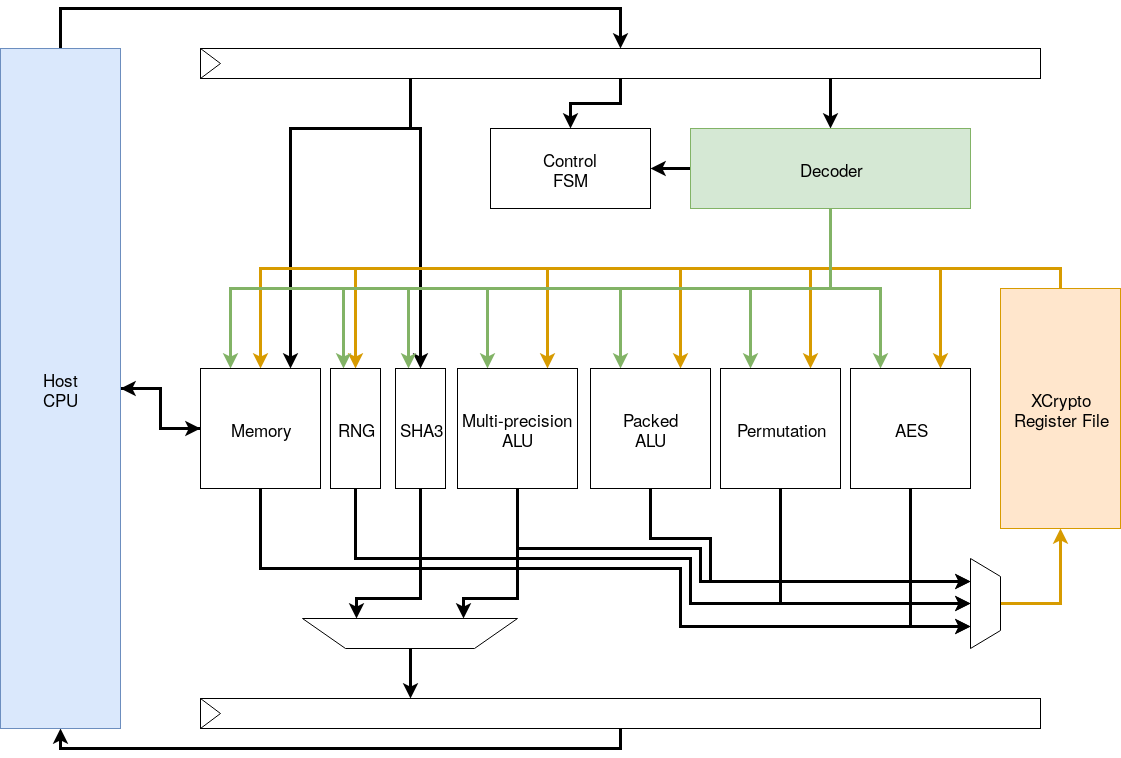 Control
FSM
Decoder
Host
CPU
Memory
RNG
SHA3
Multi-precision
ALU
Packed
ALU
Permutation
AES
XCrypto
Register File